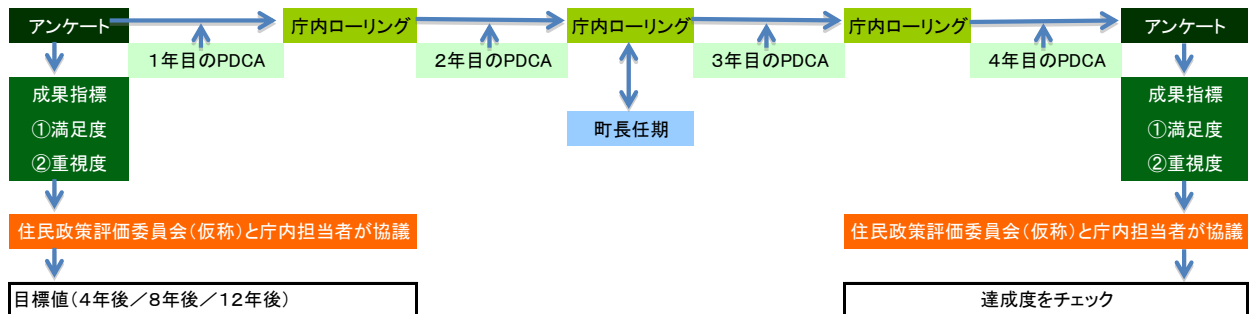 アンケート
庁内ローリング
庁内ローリング
庁内ローリング
アンケート
1年目のPDCA
2年目のPDCA
3年目のPDCA
4年目のPDCA
成果指標
①満足度
②重視度
町長任期
成果指標
①満足度
②重視度
住民政策評価委員会(仮称)と庁内担当者が協議
住民政策評価委員会(仮称)と庁内担当者が協議
目標値(4年後/8年後/12年後)
達成度をチェック